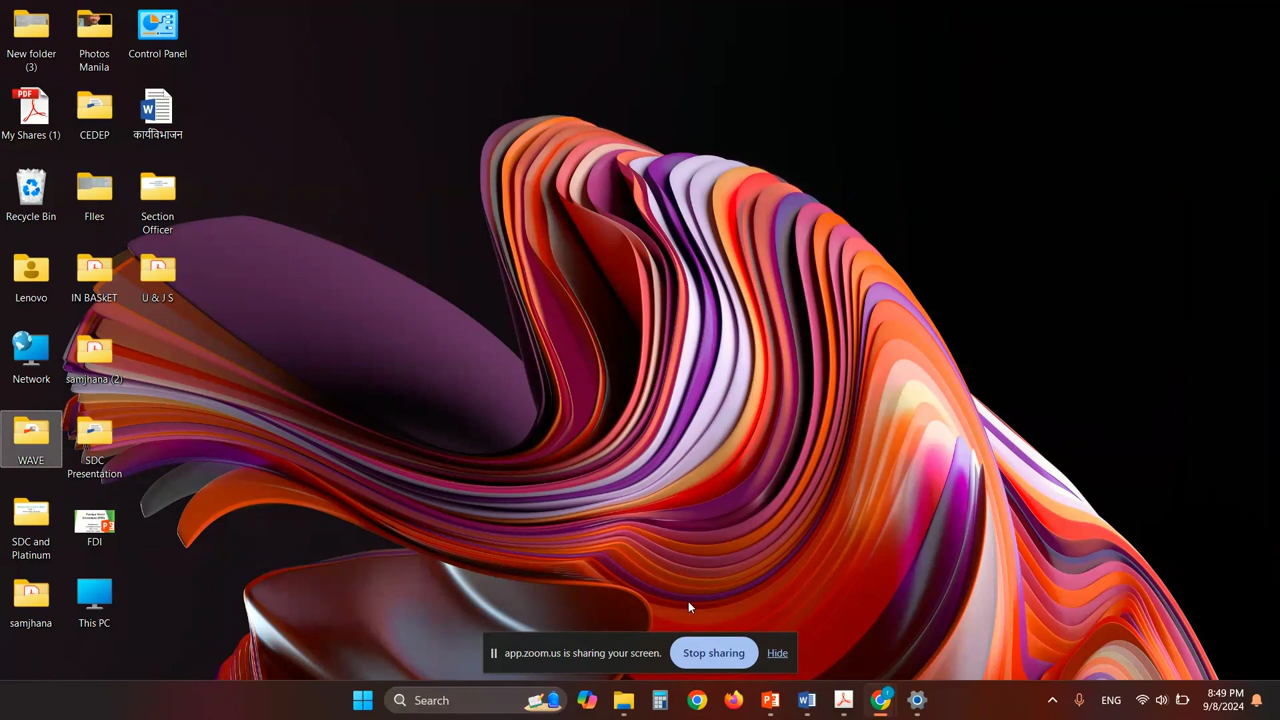 New folder
(3)
Photos
Manila
Control Panel
PDF
My Shares (1)
CEDEP
W
कार्यविभाजन
Recycle Bin
FIles
Section
Officer
Lenovo
IN BASkET
U & J S
Network
samjhana (2)
WAVE
SDC
Presentation
SDC and
Platinum
FDI
samjhana
This PC
app.zoom.us is sharing your screen.
Stop sharing
Hide
Search
ENG
8:49 PM
9/8/2024